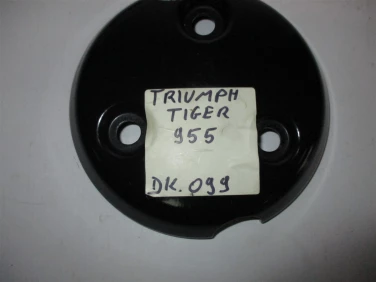 TRIUMPH
TIGER
955
DK.099